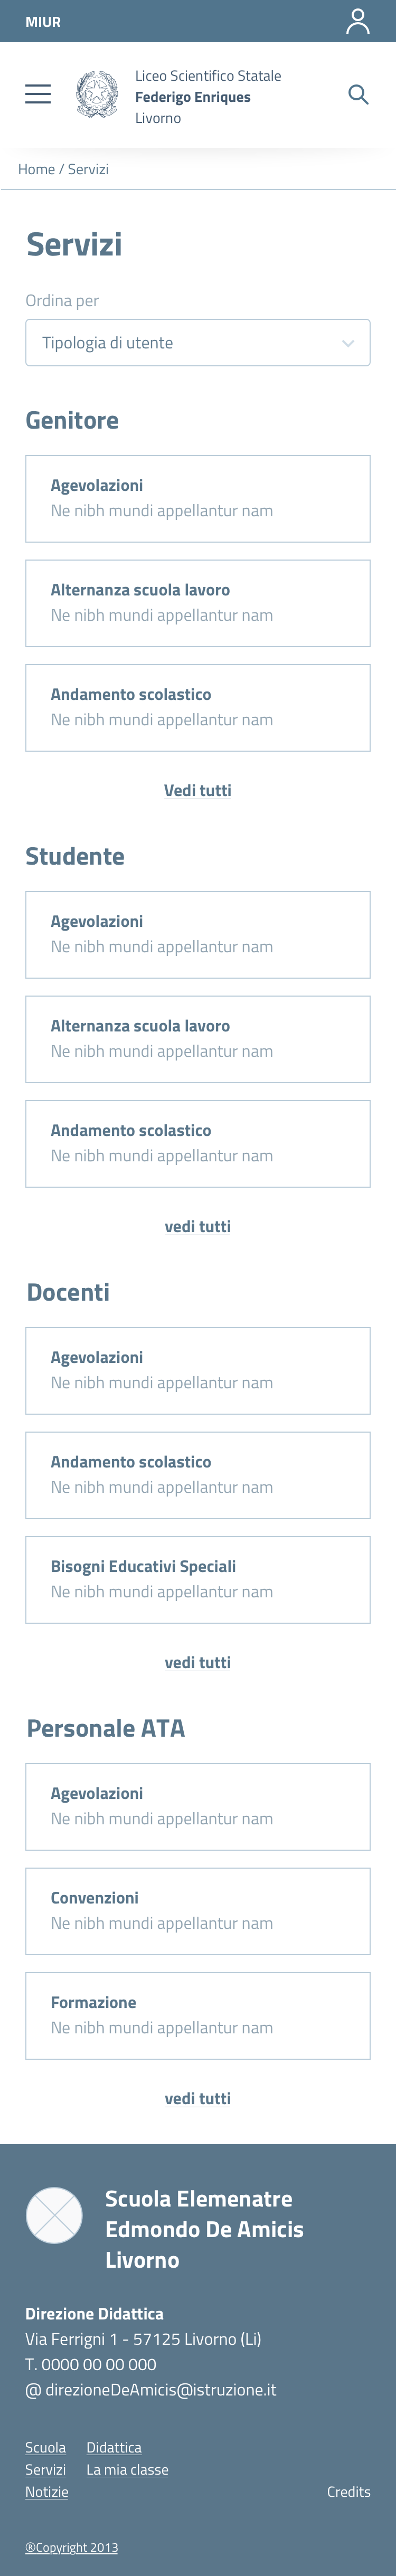 MIUR
Liceo Scientifico Statale
Federigo Enriques
Livorno
Home / Servizi
Servizi
Ordina per
Tipologia di utente
Genitore
Agevolazioni
Ne nibh mundi appellantur nam
Alternanza scuola lavoro
Ne nibh mundi appellantur nam
Andamento scolastico
Ne nibh mundi appellantur nam
Vedi tutti
Studente
Agevolazioni
Ne nibh mundi appellantur nam
Alternanza scuola lavoro
Ne nibh mundi appellantur nam
Andamento scolastico
Ne nibh mundi appellantur nam
vedi tutti
Docenti
Agevolazioni
Ne nibh mundi appellantur nam
Andamento scolastico
Ne nibh mundi appellantur nam
Bisogni Educativi Speciali
Ne nibh mundi appellantur nam
vedi tutti
Personale ATA
Agevolazioni
Ne nibh mundi appellantur nam
Convenzioni
Ne nibh mundi appellantur nam
Formazione
Ne nibh mundi appellantur nam
vedi tutti
Scuola Elemenatre
Edmondo De Amicis
Livorno
Direzione Didattica
Via Ferrigni 1 - 57125 Livorno (Li)
T. 0000 00 00 000
@ direzioneDeAmicis@istruzione.it
Scuola Didattica
Servizi La mia classe
Notizie Credits
®Copyright 2013